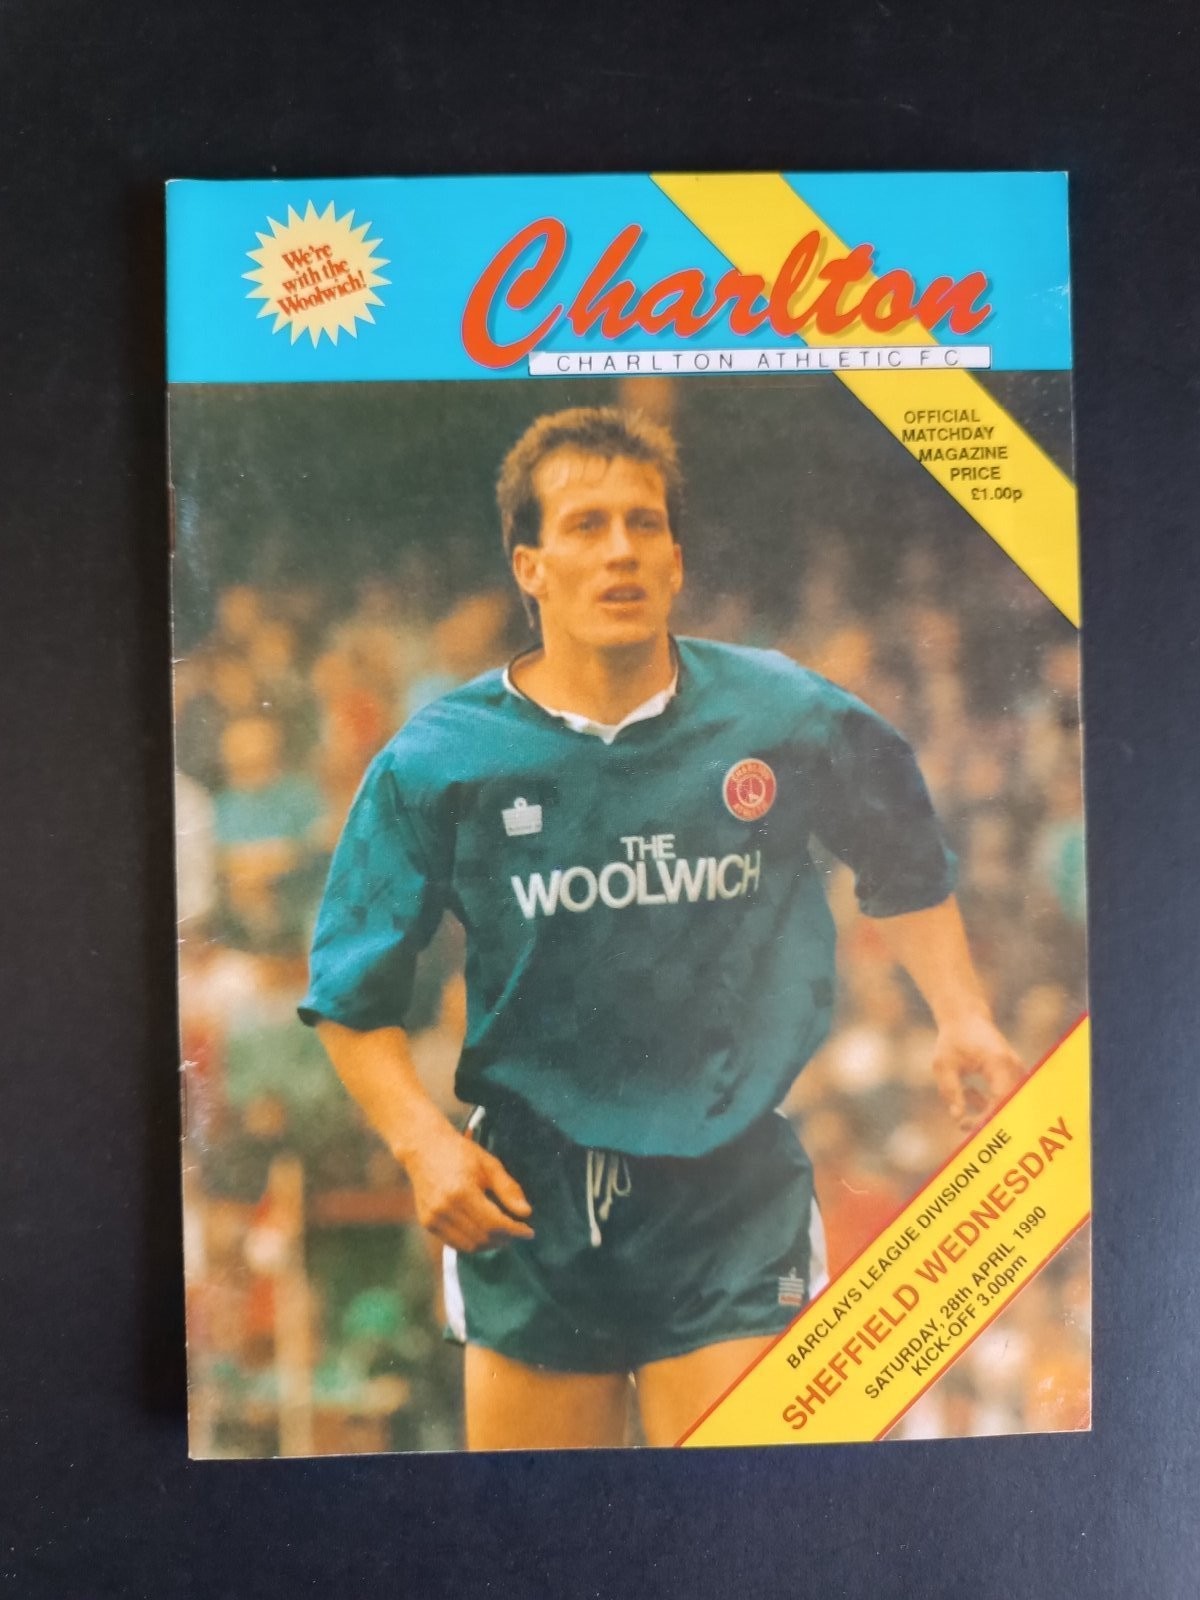 We're
with the
Woolwich!
Charlton
CHARLTON ATHLETIC F C
OFFICIAL
MATCHDAY
MAGAZINE
PRICE
£1.00p
CHARLTON
THE
WOOLWICH
BARCLAYS LEAGUE DIVISION ONE
SHEFFIELD WEDNESDAY
SATURDAY, 28th APRIL 1990
KICK-OFF 3.00pm